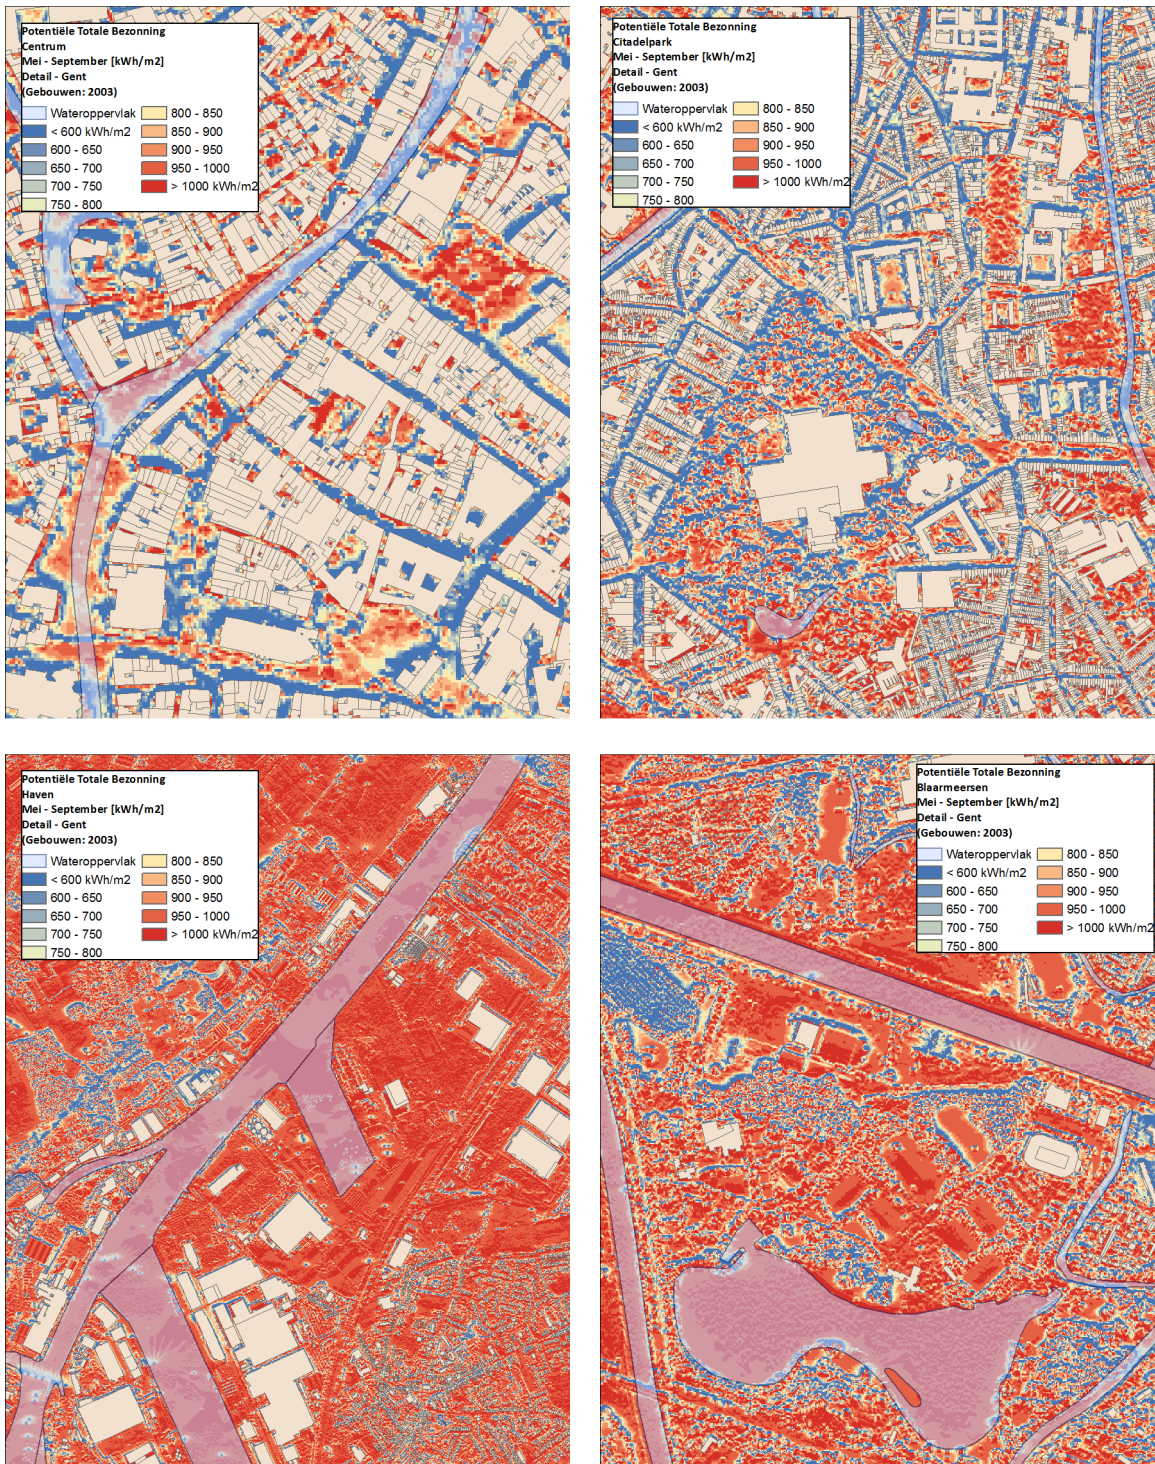 Potentiële Totale Bezonning
Centrum
Mei - September [kWh/m2]
Detail - Gent
(Gebouwen: 2003)
Wateroppervlak
< 600 kWh/m2
600 - 650
650 - 700
700 - 750
750 - 800
800 - 850
850 - 900
900 - 950
950 - 1000
> 1000 kWh/m2
Potentiële Totale Bezonning
Citadelpark
Mei - September [kWh/m2]
Detail - Gent
(Gebouwen: 2003)
Wateroppervlak
< 600 kWh/m2
600 - 650
650 - 700
700 - 750
750 - 800
800 - 850
850 - 900
900 - 950
950 - 1000
> 1000 kWh/m2
Potentiële Totale Bezonning
Haven
Mei - September [kWh/m2]
Detail - Gent
(Gebouwen: 2003)
Wateroppervlak
< 600 kWh/m2
600 - 650
650 - 700
700 - 750
750 - 800
800 - 850
850 - 900
900 - 950
950 - 1000
> 1000 kWh/m2
Potentiële Totale Bezonning
Blaarmeersen
Mei - September [kWh/m2]
Detail - Gent
(Gebouwen: 2003)
Wateroppervlak
< 600 kWh/m2
600 - 650
650 - 700
700 - 750
750 - 800
800 - 850
850 - 900
900 - 950
950 - 1000
> 1000 kWh/m2